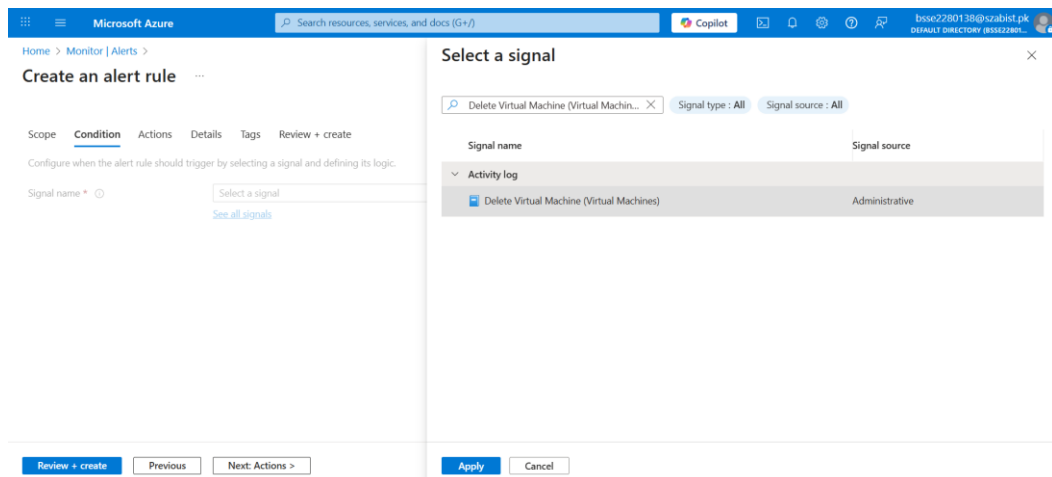 Microsoft Azure
Search resources, services, and docs (G+/)
Copilot
bsse2280138@szabist.pk
DEFAULT DIRECTORY (BSSE22801...
Home > Monitor | Alerts >
Create an alert rule ...
Scope Condition Actions Details Tags Review + create
Configure when the alert rule should trigger by selecting a signal and defining its logic.
Signal name *
Select a signal
See all signals
Review + create
Previous
Next: Actions >
Select a signal
Delete Virtual Machine (Virtual Machin...
Signal type : All
Signal source : All
Signal name Signal source
Activity log
Delete Virtual Machine (Virtual Machines) Administrative
Apply
Cancel